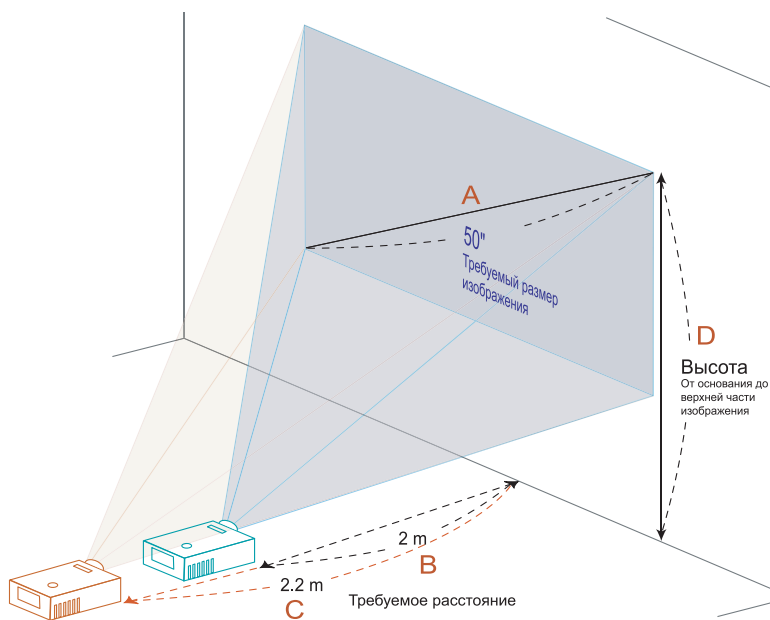 A
50"
Требуемый размер
изображения
D
Высота
От основания до
верхней части
изображения
2 m
B
2.2 m
C
Требуемое расстояние